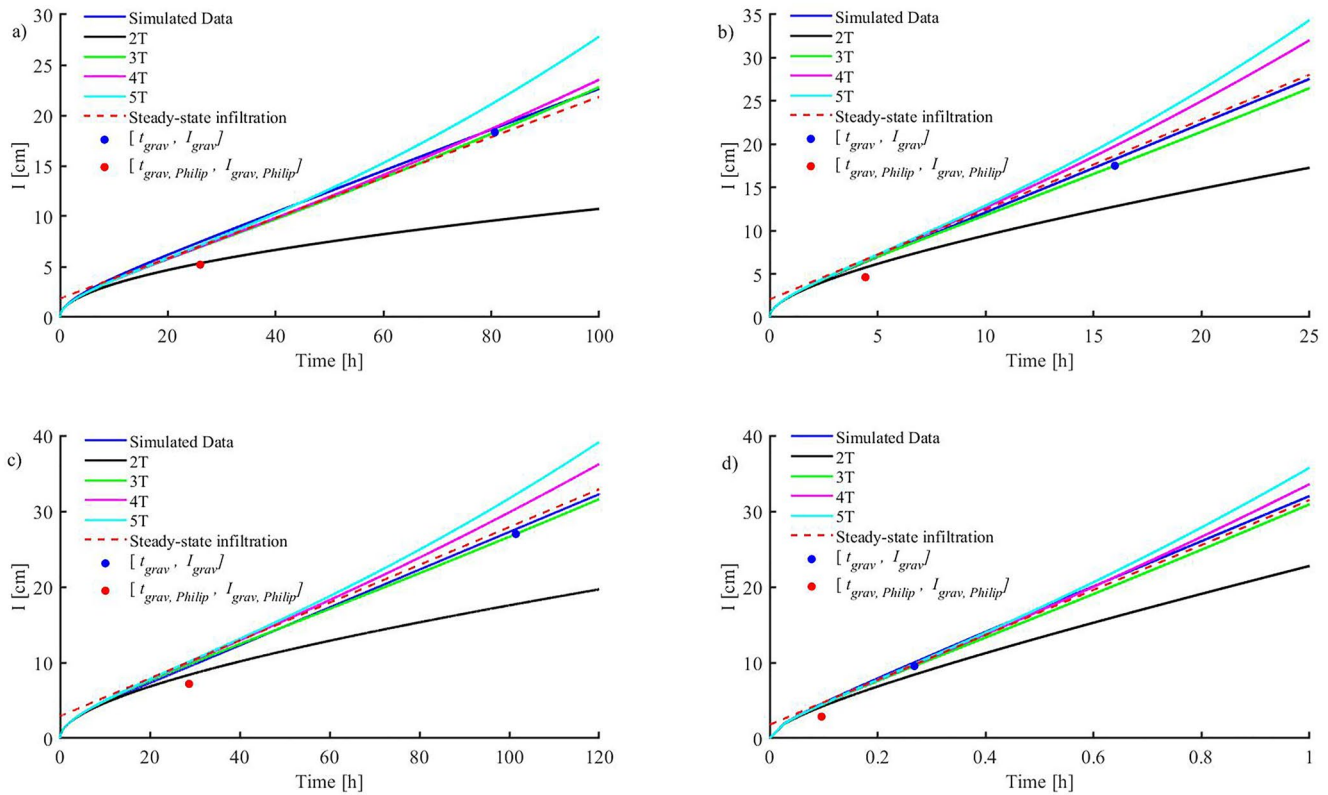 a)
30
25
20
15
10
5
0
I [cm]
Simulated Data
2T
3T
4T
5T
Steady-state infiltration
[ t_grav , I_grav ]
[ t_grav, Philip , I_grav, Philip ]
0 20 40 60 80 100
Time [h]
b)
35
30
25
20
15
10
5
0
I [cm]
Simulated Data
2T
3T
4T
5T
Steady-state infiltration
[ t_grav , I_grav ]
[ t_grav, Philip , I_grav, Philip ]
0 5 10 15 20 25
Time [h]
c)
40
30
20
10
0
I [cm]
Simulated Data
2T
3T
4T
5T
Steady-state infiltration
[ t_grav , I_grav ]
[ t_grav, Philip , I_grav, Philip ]
0 20 40 60 80 100 120
Time [h]
d)
40
30
20
10
0
I [cm]
Simulated Data
2T
3T
4T
5T
Steady-state infiltration
[ t_grav , I_grav ]
[ t_grav, Philip , I_grav, Philip ]
0 0.2 0.4 0.6 0.8 1
Time [h]